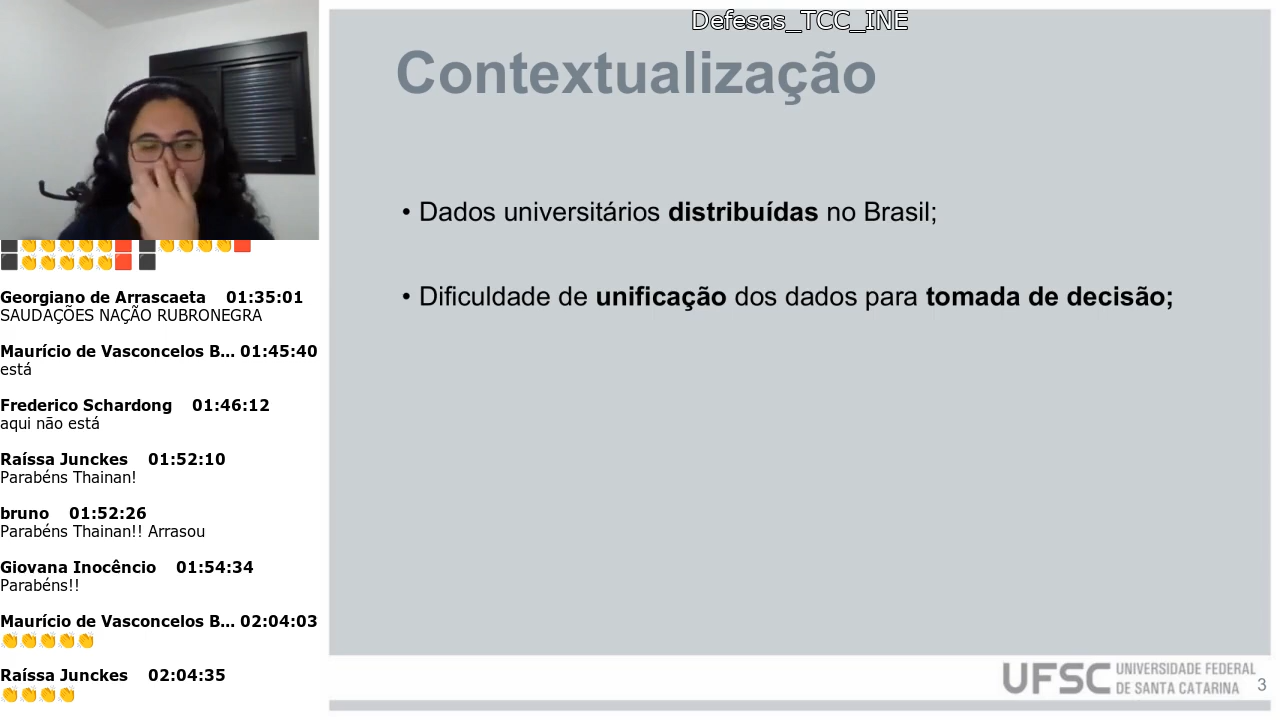 Defesas_TCC_INE
Contextualização
• Dados universitários distribuídas no Brasil;
• Dificuldade de unificação dos dados para tomada de decisão;
UFSC UNIVERSIDADE FEDERAL
DE SANTA CATARINA
3
Georgiano de Arrascaeta 01:35:01
SAUDAÇÕES NAÇÃO RUBRONEGRA
Maurício de Vasconcelos B... 01:45:40
está
Frederico Schardong 01:46:12
aqui não está
Raíssa Junckes 01:52:10
Parabéns Thainan!
bruno 01:52:26
Parabéns Thainan!! Arrasou
Giovana Inocêncio 01:54:34
Parabéns!!
Maurício de Vasconcelos B... 02:04:03
👏👏👏👏👏
Raíssa Junckes 02:04:35
👏👏👏👏